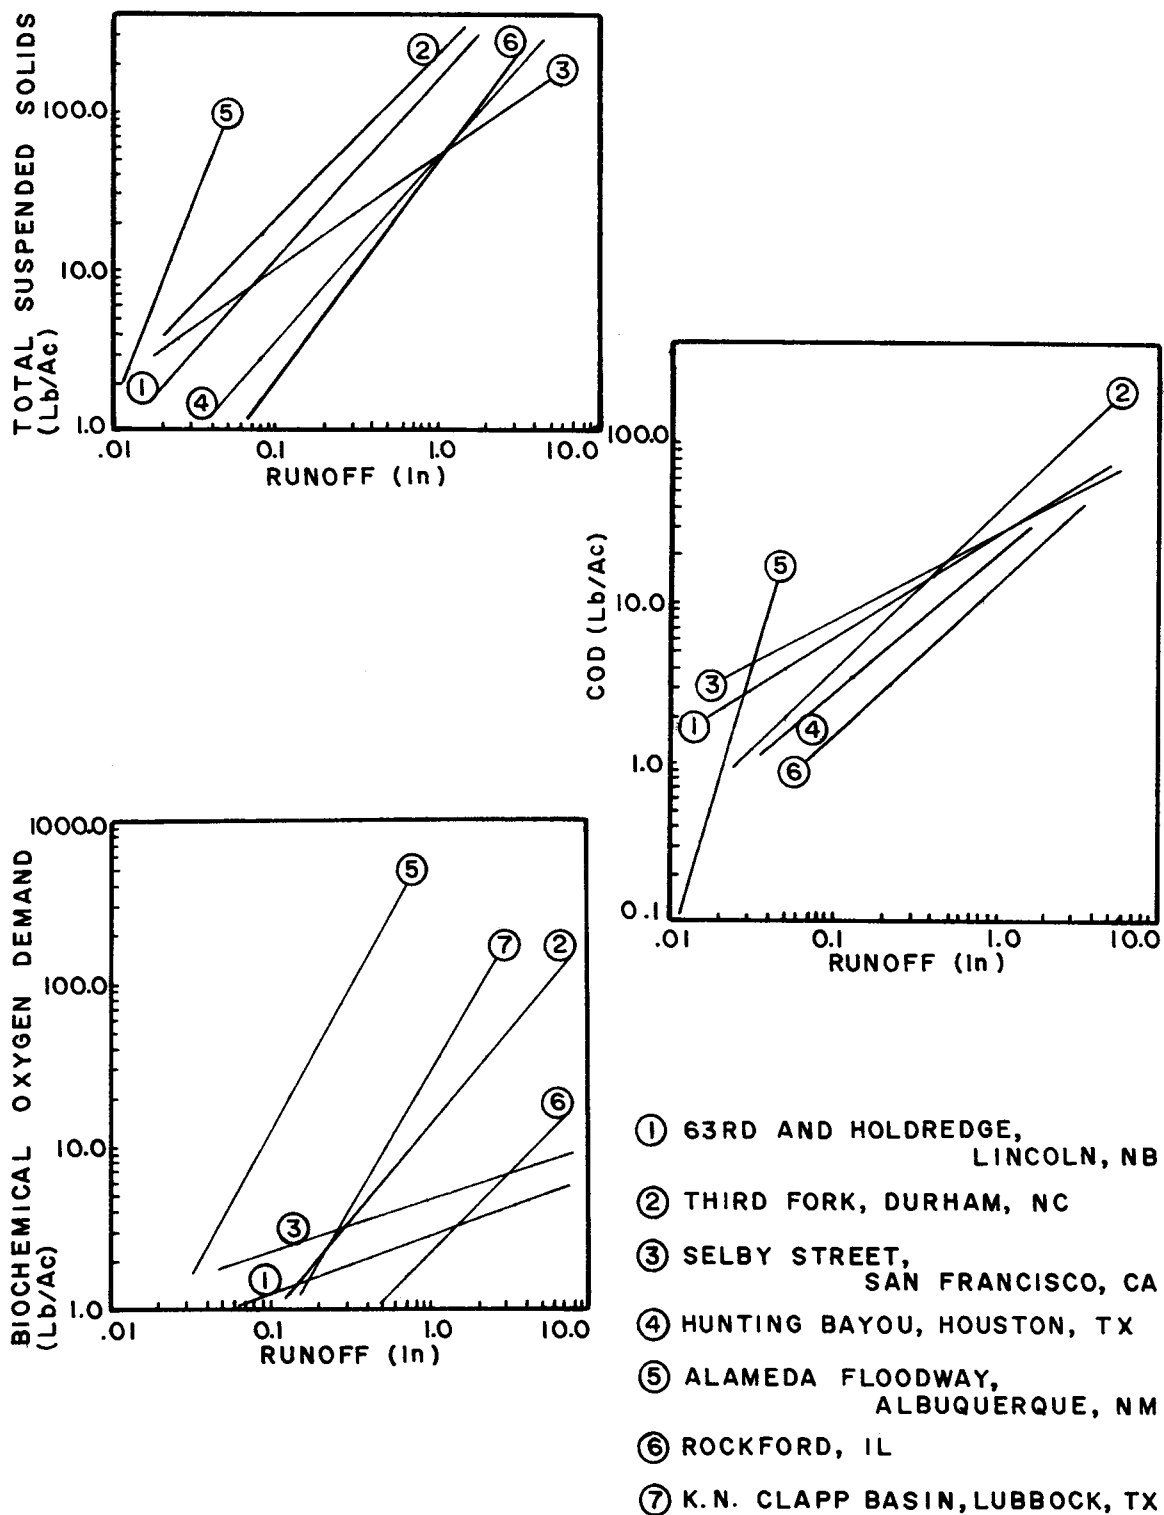 TOTAL SUSPENDED SOLIDS
(Lb/Ac)
100.0
10.0
1.0
.01
0.1
1.0
10.0
RUNOFF (In)
5
2
6
3
1
4
COD (Lb/Ac)
100.0
10.0
1.0
0.1
.01
0.1
1.0
10.0
RUNOFF (In)
2
5
3
1
4
6
BIOCHEMICAL OXYGEN DEMAND
(Lb/Ac)
1000.0
100.0
10.0
1.0
.01
0.1
1.0
10.0
RUNOFF (In)
5
7
2
6
3
1
1 63RD AND HOLDREDGE,
LINCOLN, NB
2 THIRD FORK, DURHAM, NC
3 SELBY STREET,
SAN FRANCISCO, CA
4 HUNTING BAYOU, HOUSTON, TX
5 ALAMEDA FLOODWAY,
ALBUQUERQUE, NM
6 ROCKFORD, IL
7 K.N. CLAPP BASIN, LUBBOCK, TX